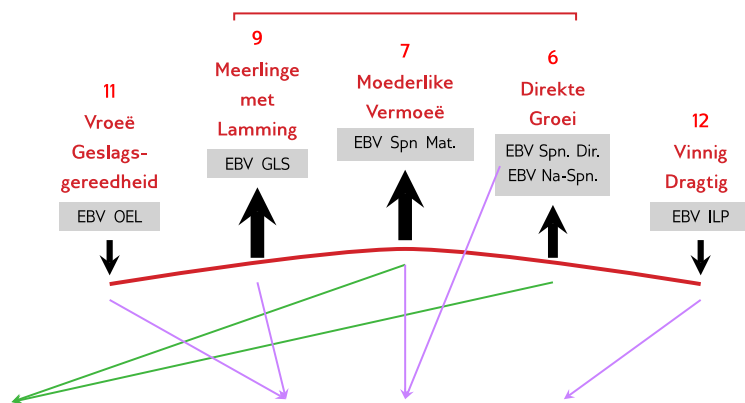 11
Vroeë
Geslags-
gereedheid
EBV OEL
9
Meerlinge
met
Lamming
EBV GLS
7
Moederlike
Vermoeë
EBV Spn Mat.
6
Direkte
Groei
EBV Spn. Dir.
EBV Na-Spn.
12
Vinnig
Dragtig
EBV ILP